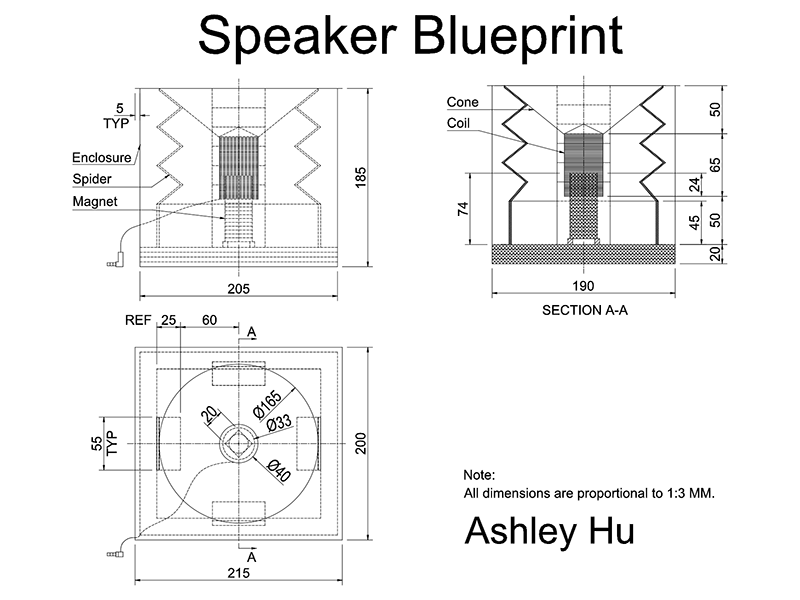 Speaker Blueprint
5
TYP
Enclosure
Spider
Magnet
185
205
Cone
Coil
50
65
24
74
45
50
20
190
SECTION A-A
REF 25 60
A
20
Ø165
Ø33
Ø40
55
TYP
200
A
215
Note:
All dimensions are proportional to 1:3 MM.
Ashley Hu